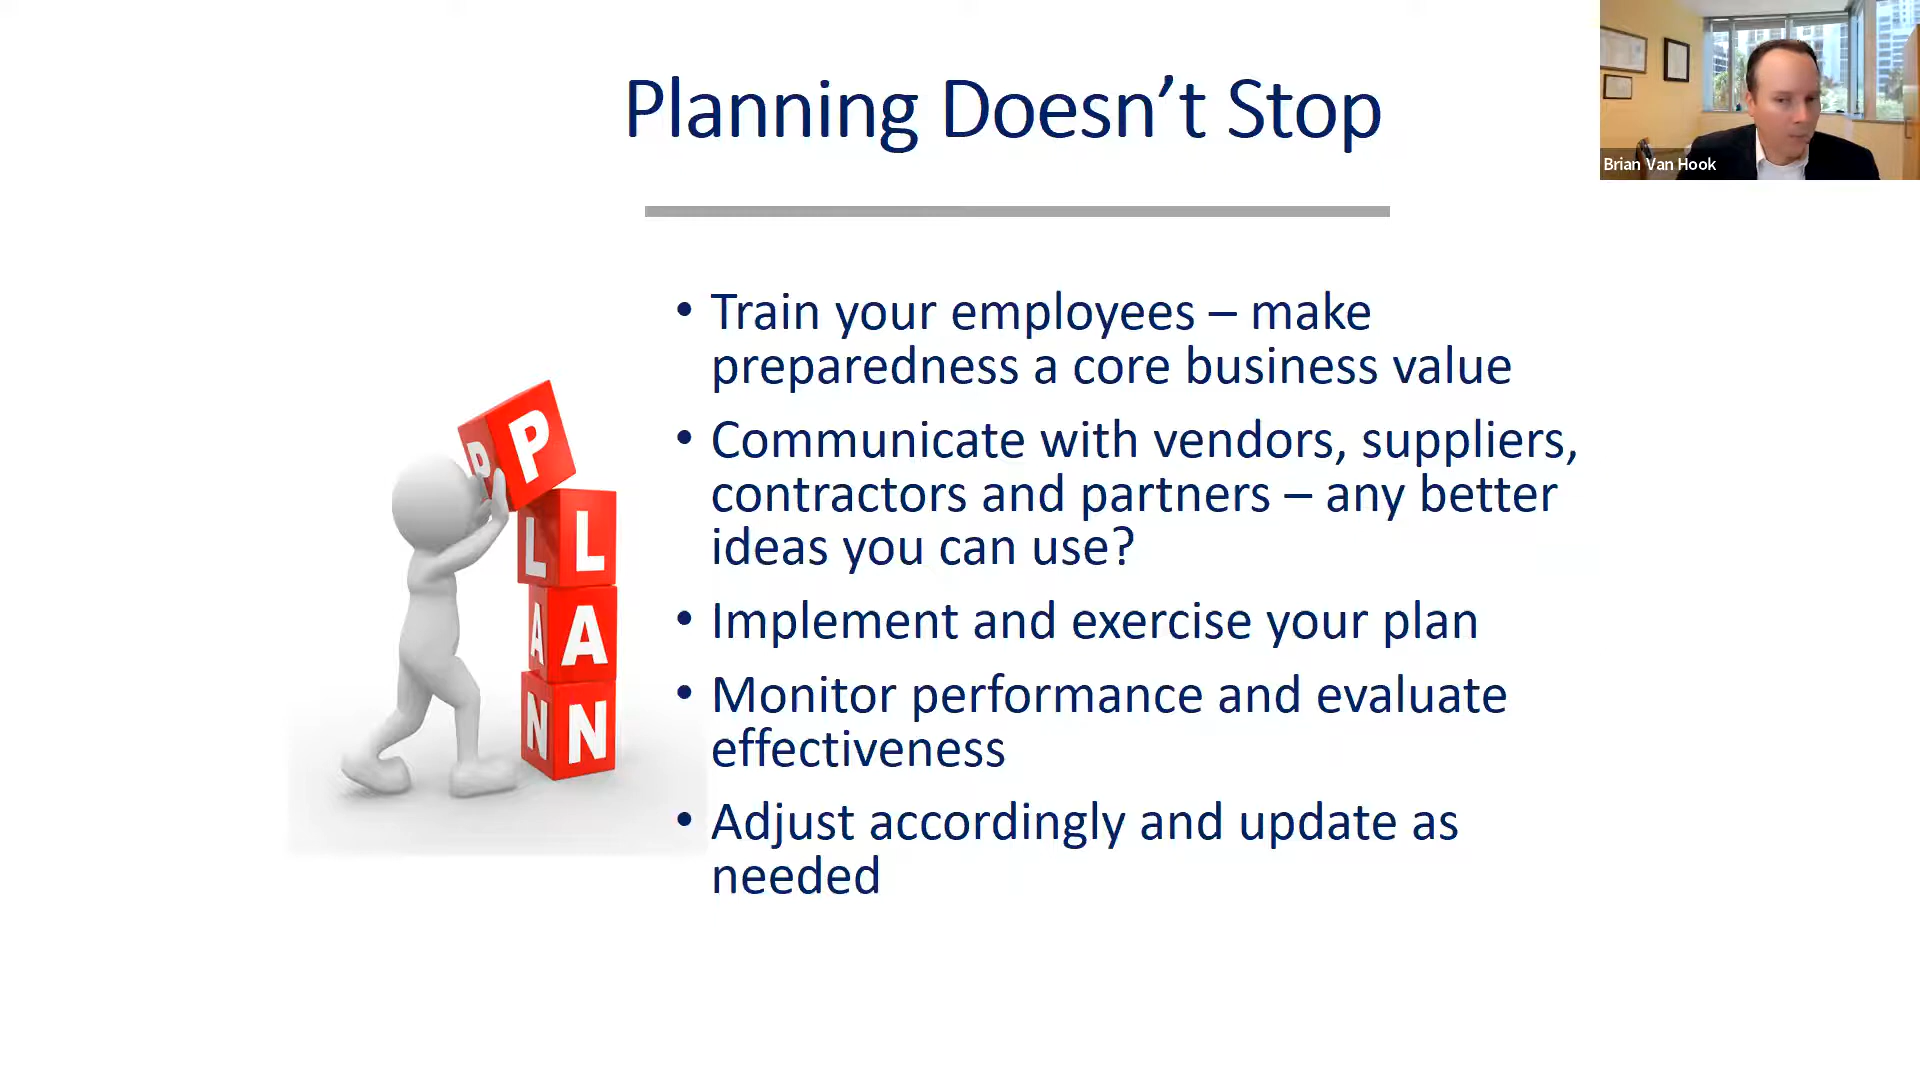 Planning Doesn’t Stop
Brian Van Hook
• Train your employees – make
preparedness a core business value
• Communicate with vendors, suppliers,
contractors and partners – any better
ideas you can use?
• Implement and exercise your plan
• Monitor performance and evaluate
effectiveness
• Adjust accordingly and update as
needed
P P
L L
A A
N N